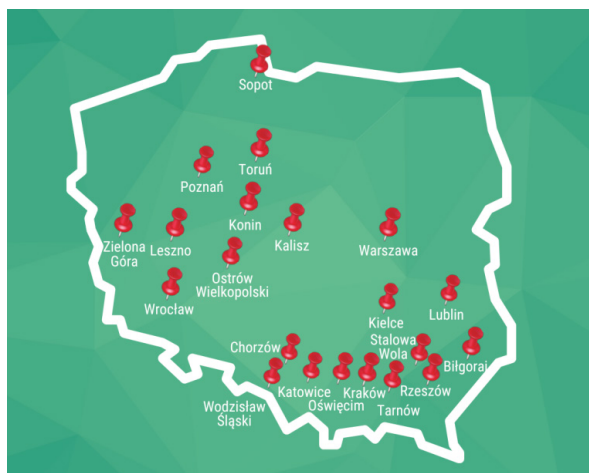 Sopot
Toruń
Poznań
Konin
Kalisz
Zielona
Góra
Leszno
Warszawa
Ostrów
Wielkopolski
Wrocław
Kielce
Lublin
Stalowa
Wola
Chorzów
Biłgoraj
Katowice
Oświęcim
Kraków
Tarnów
Rzeszów
Wodzisław
Śląski